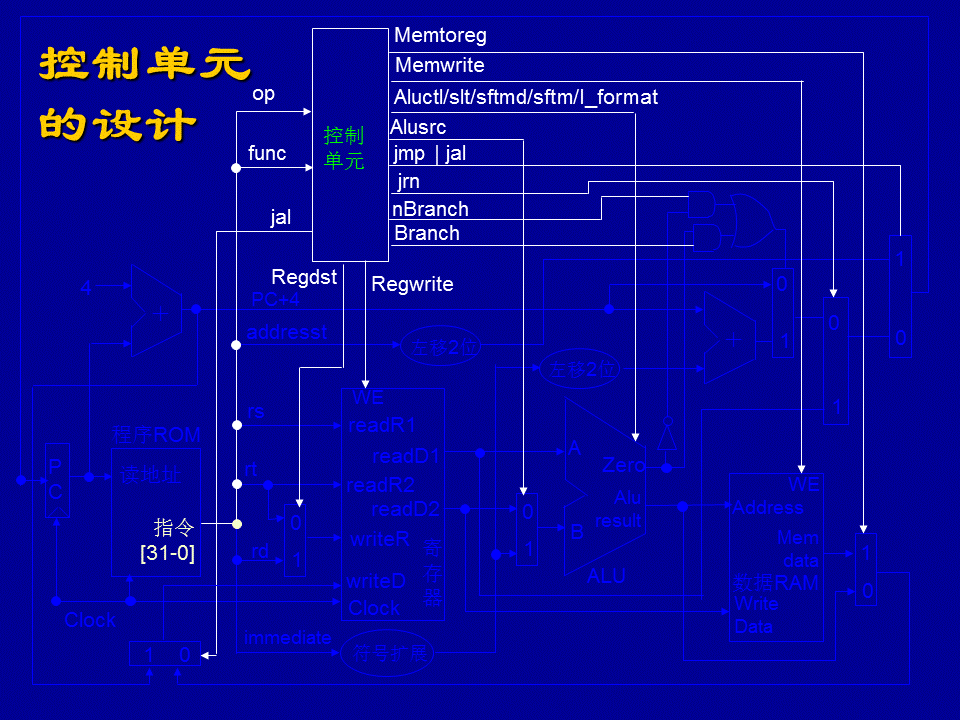 控制单元
的设计
Memtoreg
Memwrite
Aluctl/slt/sftmd/sftm/I_format
Alusrc
jmp | jal
jrn
nBranch
Branch
op
func
jal
控制
单元
Regdst
Regwrite
4
+
PC+4
addresst
左移2位
左移2位
+
0
1
0
1
1
0
程序ROM
读地址
指令
[31-0]
P
C
rs
rt
rd
immediate
0
1
WE
readR1
readD1
readR2
readD2
writeR
writeD
Clock
寄
存
器
符号扩展
0
1
A
B
Zero
Alu
result
ALU
WE
Address
Mem
data
数据RAM
Write
Data
1
0
Clock
1 0